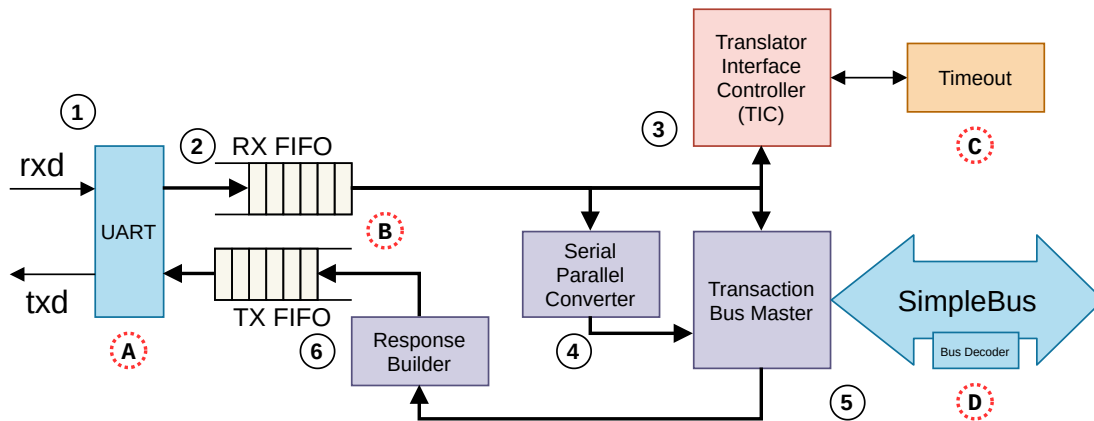 Translator
Interface
Controller
(TIC)
Timeout
1
2
RX FIFO
3
C
rxd
UART
B
Serial
Parallel
Converter
Transaction
Bus Master
SimpleBus
Bus Decoder
txd
TX FIFO
A
6
Response
Builder
4
5
D